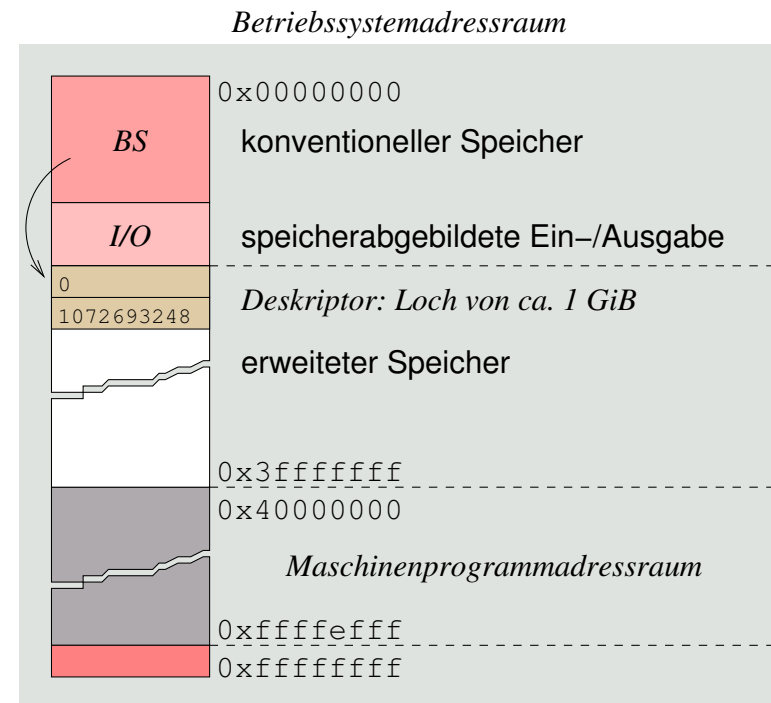 Betriebssystemadressraum
0x00000000
BS konventioneller Speicher
I/O speicherabgebildete Ein−/Ausgabe
0
Deskriptor: Loch von ca. 1 GiB
1072693248
erweiteter Speicher
0x3fffffff
0x40000000
Maschinenprogrammadressraum
0xffffefff
0xffffffff